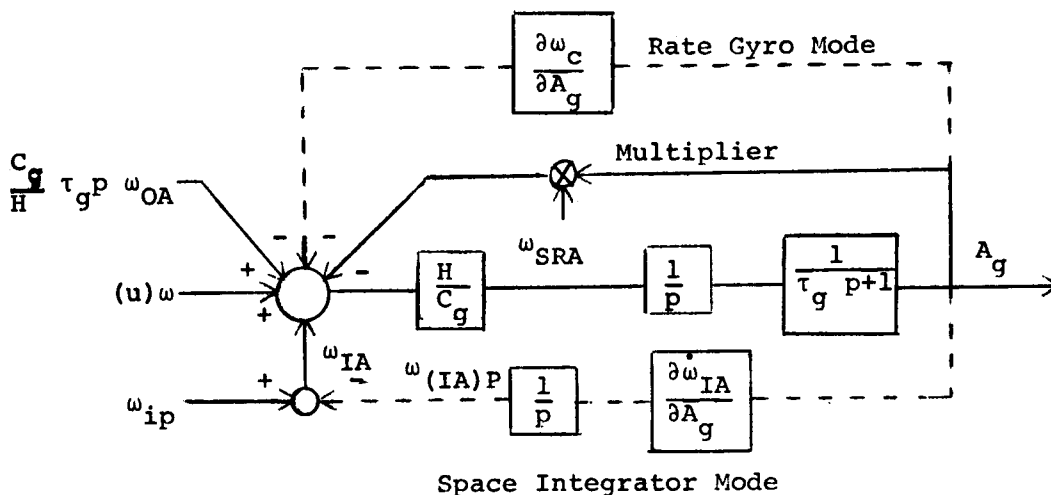 ∂ω_c
∂A_g
Rate Gyro Mode
Multiplier
C_g
H
τ_g p ω_OA
- -
+
-
ω_SRA
H
C_g
1
p
1
τ_g p+1
A_g
(u)ω
+
ω_IA
ω_(IA)P
+
ω_ip
-
1
p
∂ω̇_IA
∂A_g
Space Integrator Mode